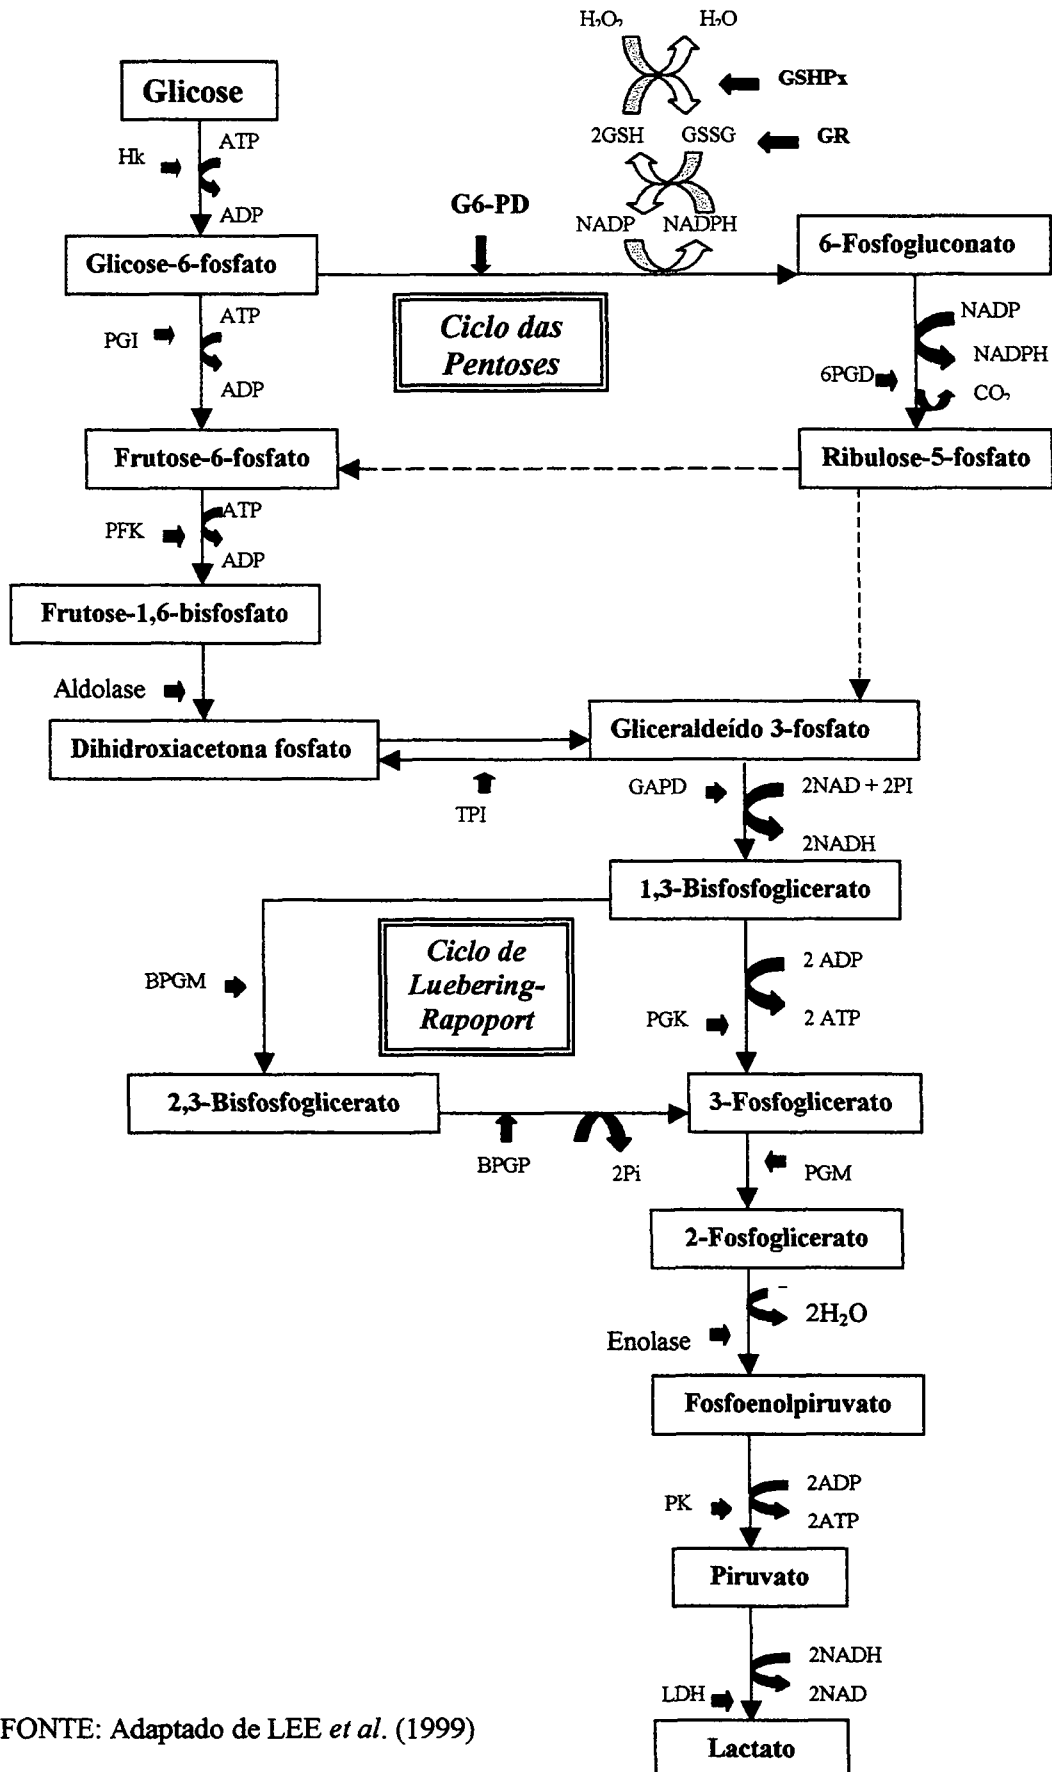 H2O2 H2O
Glicose
GSHPx
ATP
Hk
2GSH GSSG
GR
ADP
G6-PD
NADP NADPH
6-Fosfogluconato
Glicose-6-fosfato
ATP
PGI
ADP
Ciclo das
Pentoses
NADP
NADPH
6PGD
CO2
Frutose-6-fosfato
Ribulose-5-fosfato
ATP
PFK
ADP
Frutose-1,6-bisfosfato
Aldolase
Dihidroxiacetona fosfato
Gliceraldeído 3-fosfato
TPI
GAPD
2NAD + 2PI
2NADH
1,3-Bisfosfoglicerato
Ciclo de
Luebering-
Rapoport
BPGM
2 ADP
PGK
2 ATP
2,3-Bisfosfoglicerato
3-Fosfoglicerato
BPGP
2Pi
PGM
2-Fosfoglicerato
2H2O
Enolase
Fosfoenolpiruvato
2ADP
PK
2ATP
Piruvato
2NADH
LDH
2NAD
Lactato
FONTE: Adaptado de LEE et al. (1999)